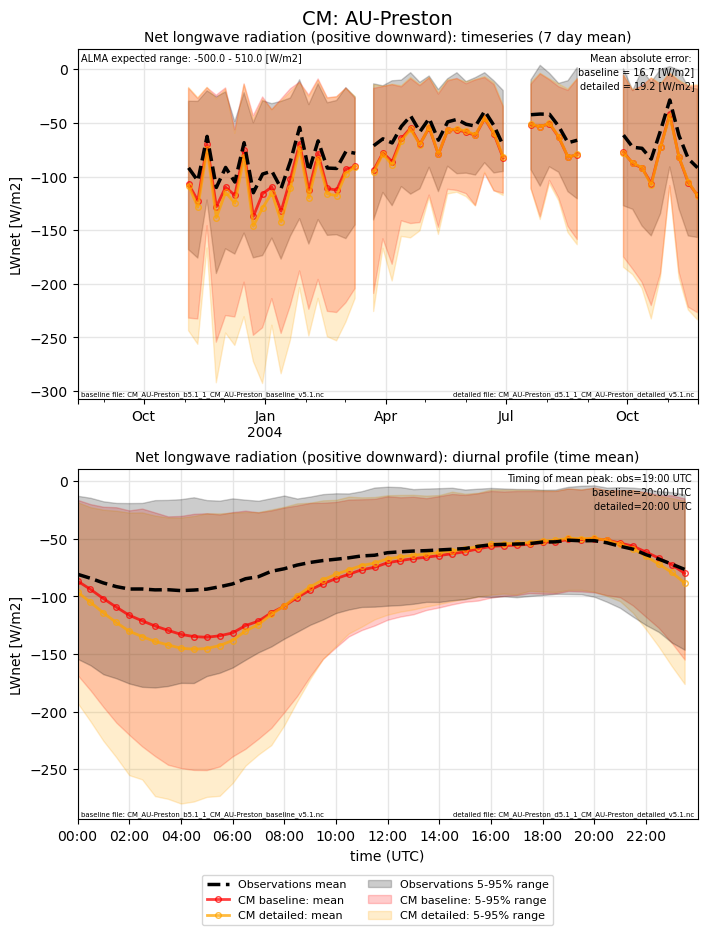 CM: AU-Preston
Net longwave radiation (positive downward): timeseries (7 day mean)
ALMA expected range: -500.0 - 510.0 [W/m2]
Mean absolute error:
baseline = 16.7 [W/m2]
detailed = 19.2 [W/m2]
0
−50
−100
−150
−200
−250
−300
LWnet [W/m2]
baseline file: CM_AU-Preston_b5.1_1_CM_AU-Preston_baseline_v5.1.nc
detailed file: CM_AU-Preston_d5.1_1_CM_AU-Preston_detailed_v5.1.nc
Oct
Jan
2004
Apr
Jul
Oct
Net longwave radiation (positive downward): diurnal profile (time mean)
Timing of mean peak: obs=19:00 UTC
baseline=20:00 UTC
detailed=20:00 UTC
0
−50
−100
−150
−200
−250
LWnet [W/m2]
baseline file: CM_AU-Preston_b5.1_1_CM_AU-Preston_baseline_v5.1.nc
detailed file: CM_AU-Preston_d5.1_1_CM_AU-Preston_detailed_v5.1.nc
00:00 02:00 04:00 06:00 08:00 10:00 12:00 14:00 16:00 18:00 20:00 22:00
time (UTC)
Observations mean
CM baseline: mean
CM detailed: mean
Observations 5-95% range
CM baseline: 5-95% range
CM detailed: 5-95% range